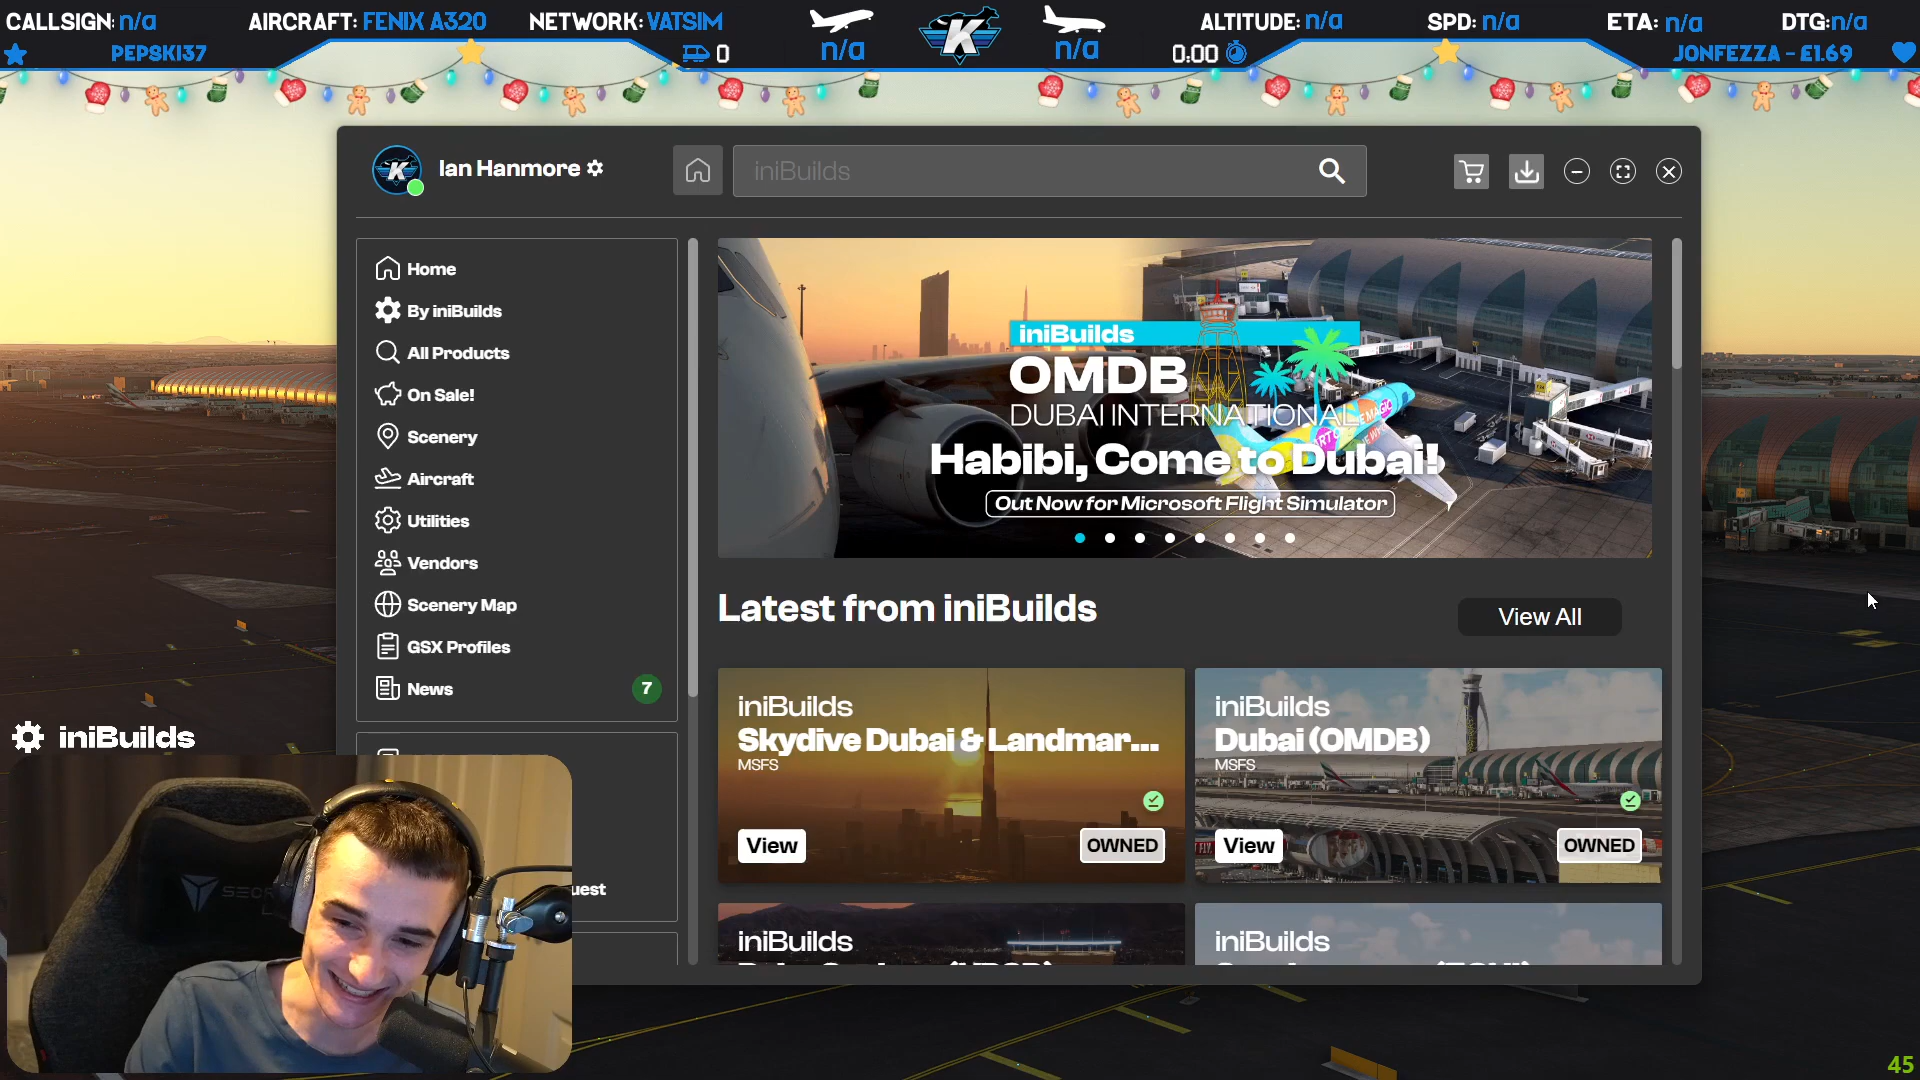 CALLSIGN: n/a
AIRCRAFT: FENIX A320
NETWORK: VATSIM
n/a
K
n/a
ALTITUDE: n/a
SPD: n/a
ETA: n/a
DTG:n/a
PEPSKI37
0
0:00
JONFEZZA - £1.69
K
Ian Hanmore
iniBuilds
Home
By iniBuilds
All Products
On Sale!
Scenery
Aircraft
Utilities
Vendors
Scenery Map
GSX Profiles
News
7
iniBuilds
OMDB
DUBAI INTERNATIONAL
Habibi, Come to Dubai!
Out Now for Microsoft Flight Simulator
Latest from iniBuilds
View All
iniBuilds
Skydive Dubai & Landmar...
MSFS
View
OWNED
iniBuilds
Dubai (OMDB)
MSFS
View
OWNED
iniBuilds
iniBuilds
iniBuilds
uest
SEC
45